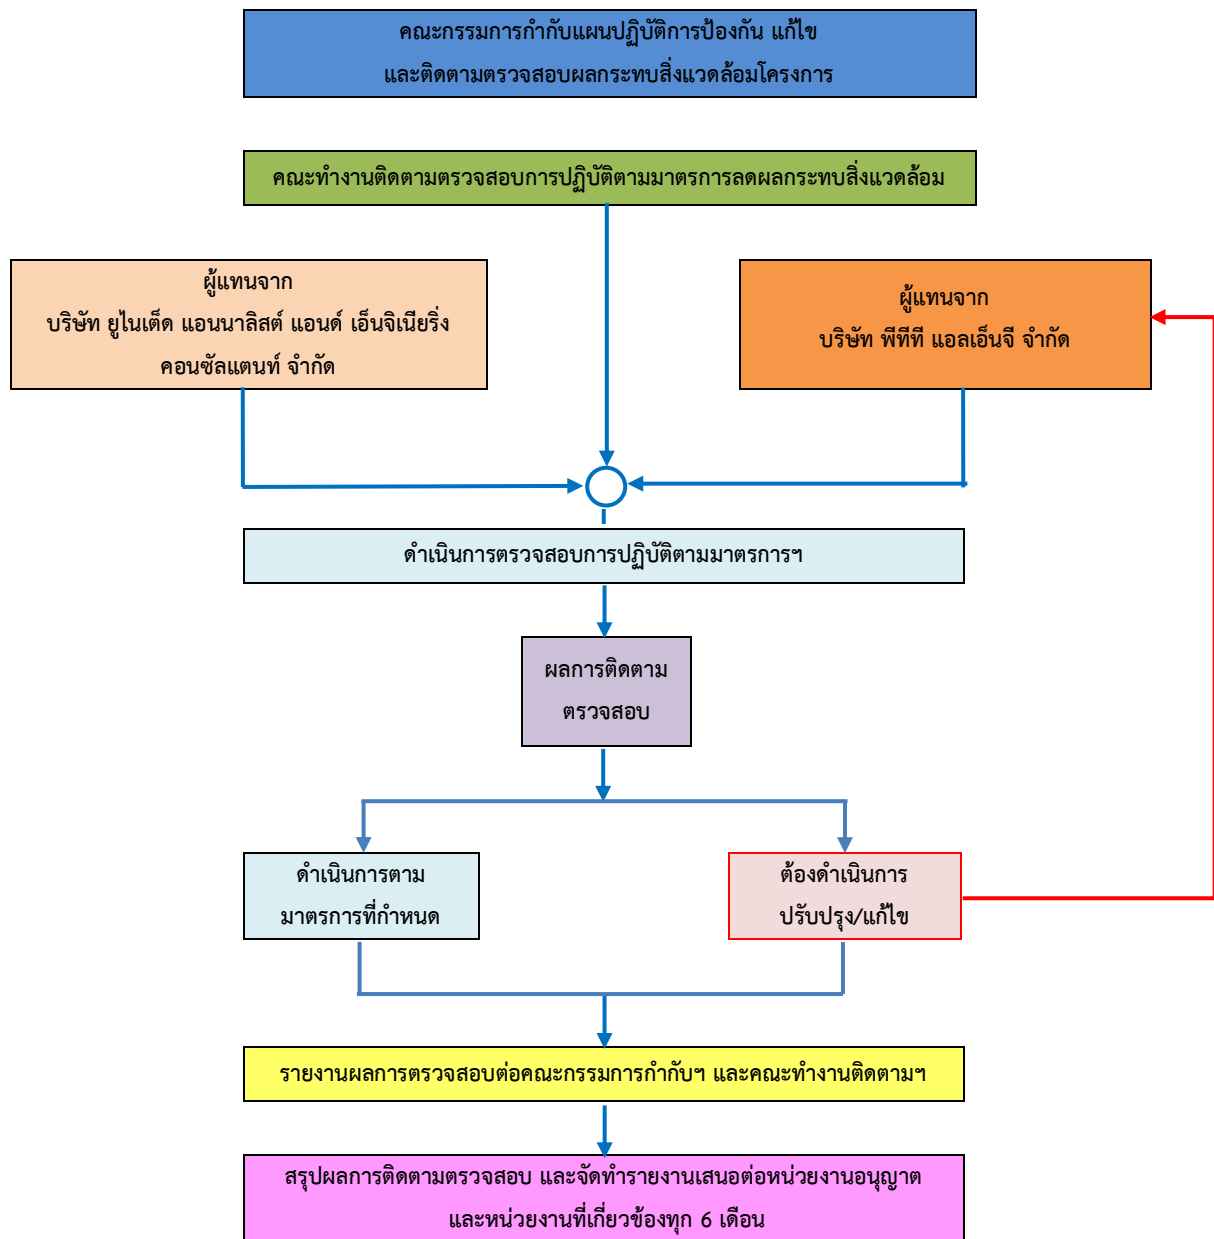 คณะกรรมการกำกับแผนปฏิบัติการป้องกัน แก้ไข
และติดตามตรวจสอบผลกระทบสิ่งแวดล้อมโครงการ
คณะทำงานติดตามตรวจสอบการปฏิบัติตามมาตรการลดผลกระทบสิ่งแวดล้อม
ผู้แทนจาก
บริษัท ยูไนเต็ด แอนนาลิสต์ แอนด์ เอ็นจิเนียริ่ง
คอนซัลแตนท์ จำกัด
ผู้แทนจาก
บริษัท พีทีที แอลเอ็นจี จำกัด
ดำเนินการตรวจสอบการปฏิบัติตามมาตรการฯ
ผลการติดตาม
ตรวจสอบ
ดำเนินการตาม
มาตรการที่กำหนด
ต้องดำเนินการ
ปรับปรุง/แก้ไข
รายงานผลการตรวจสอบต่อคณะกรรมการกำกับฯ และคณะทำงานติดตามฯ
สรุปผลการติดตามตรวจสอบ และจัดทำรายงานเสนอต่อหน่วยงานอนุญาต
และหน่วยงานที่เกี่ยวข้องทุก 6 เดือน